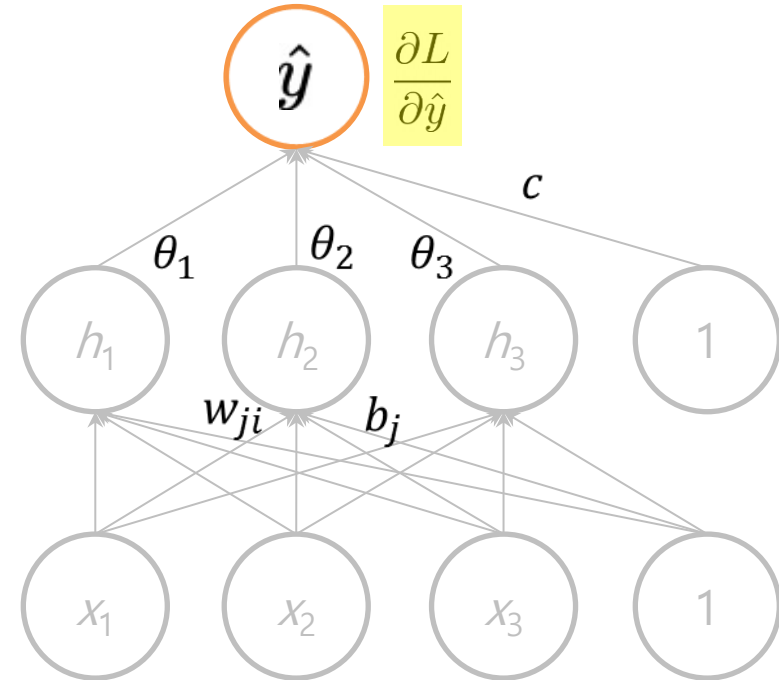 ŷ ∂L/∂ŷ
c
θ₁ θ₂ θ₃
h₁ h₂ h₃ 1
wⱼᵢ bⱼ
x₁ x₂ x₃ 1